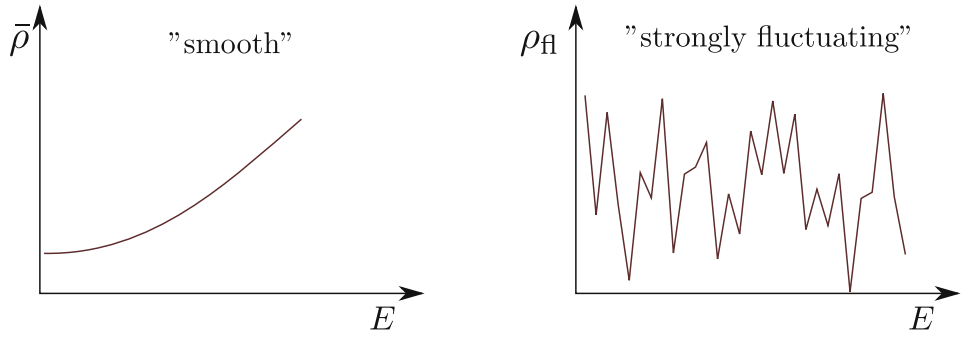 ρ̄
"smooth"
E
ρfl
"strongly fluctuating"
E